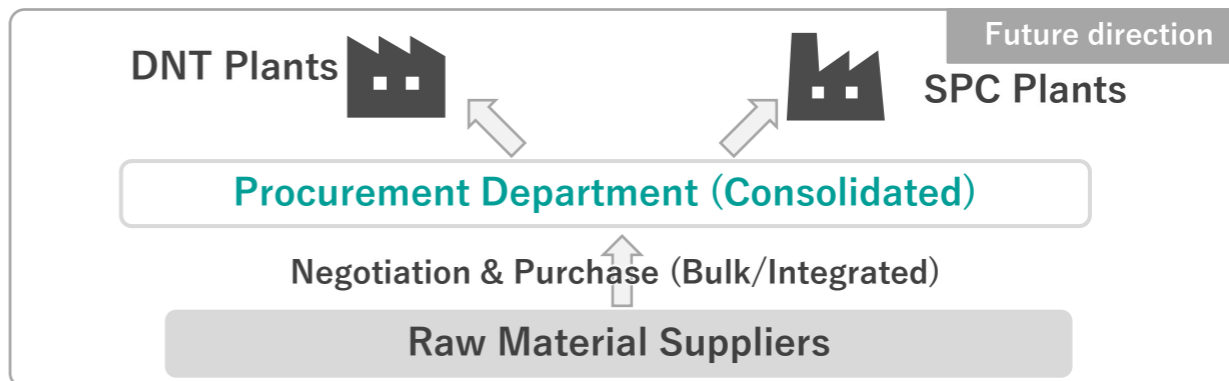 Future direction
DNT Plants
SPC Plants
Procurement Department (Consolidated)
Negotiation & Purchase (Bulk/Integrated)
Raw Material Suppliers